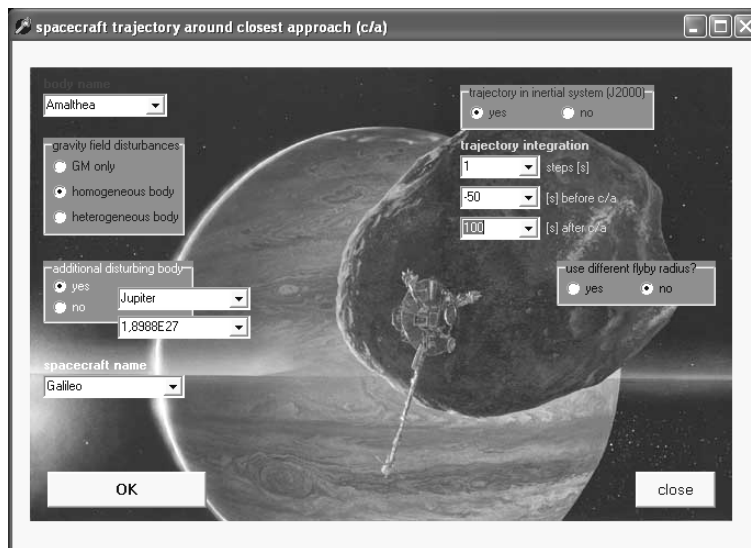 spacecraft trajectory around closest approach (c/a)
body name
Amalthea
gravity field disturbances
GM only
homogeneous body
heterogeneous body
additional disturbing body
yes
no
Jupiter
1,8988E27
spacecraft name
Galileo
trajectory in inertial system (J2000)
yes no
trajectory integration
1 steps [s]
-50 [s] before c/a
100 [s] after c/a
use different flyby radius?
yes no
OK
close